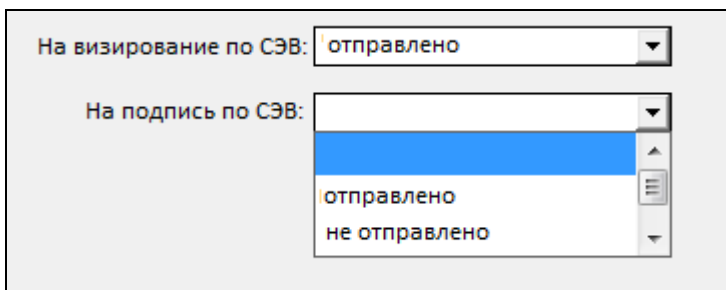 На визирование по СЭВ: отправлено
На подпись по СЭВ:
отправлено
не отправлено